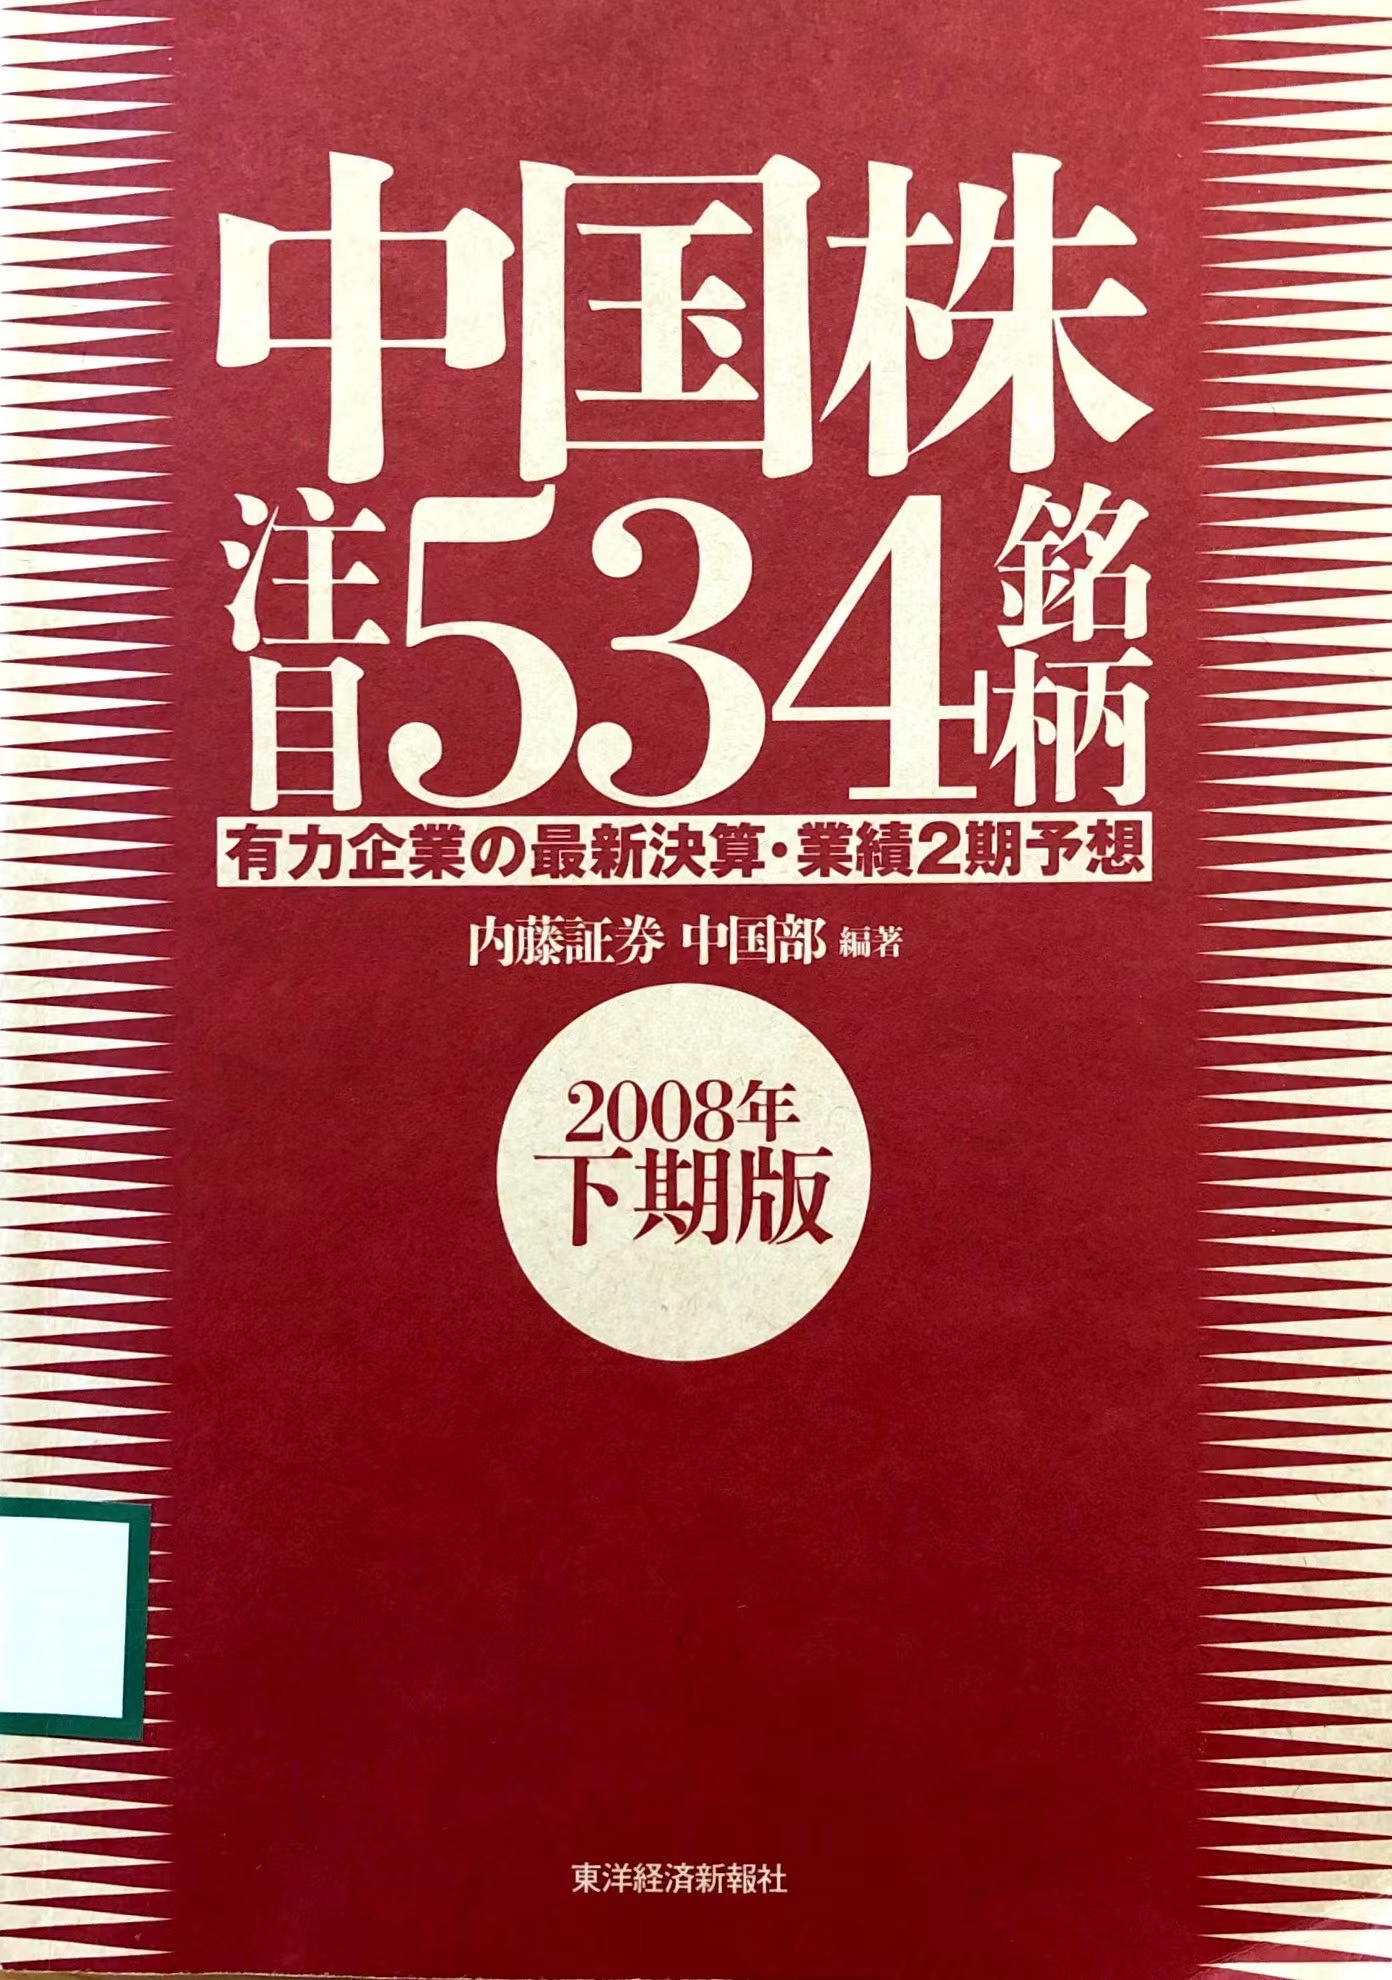 中国株
注目534銘柄
有力企業の最新決算・業績2期予想
内藤証券 中国部 編著
2008年
下期版
東洋経済新報社